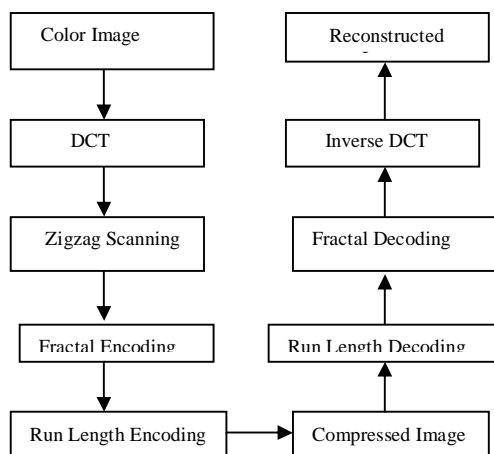 Color Image
DCT
Zigzag Scanning
Fractal Encoding
Run Length Encoding
Compressed Image
Run Length Decoding
Fractal Decoding
Inverse DCT
Reconstructed